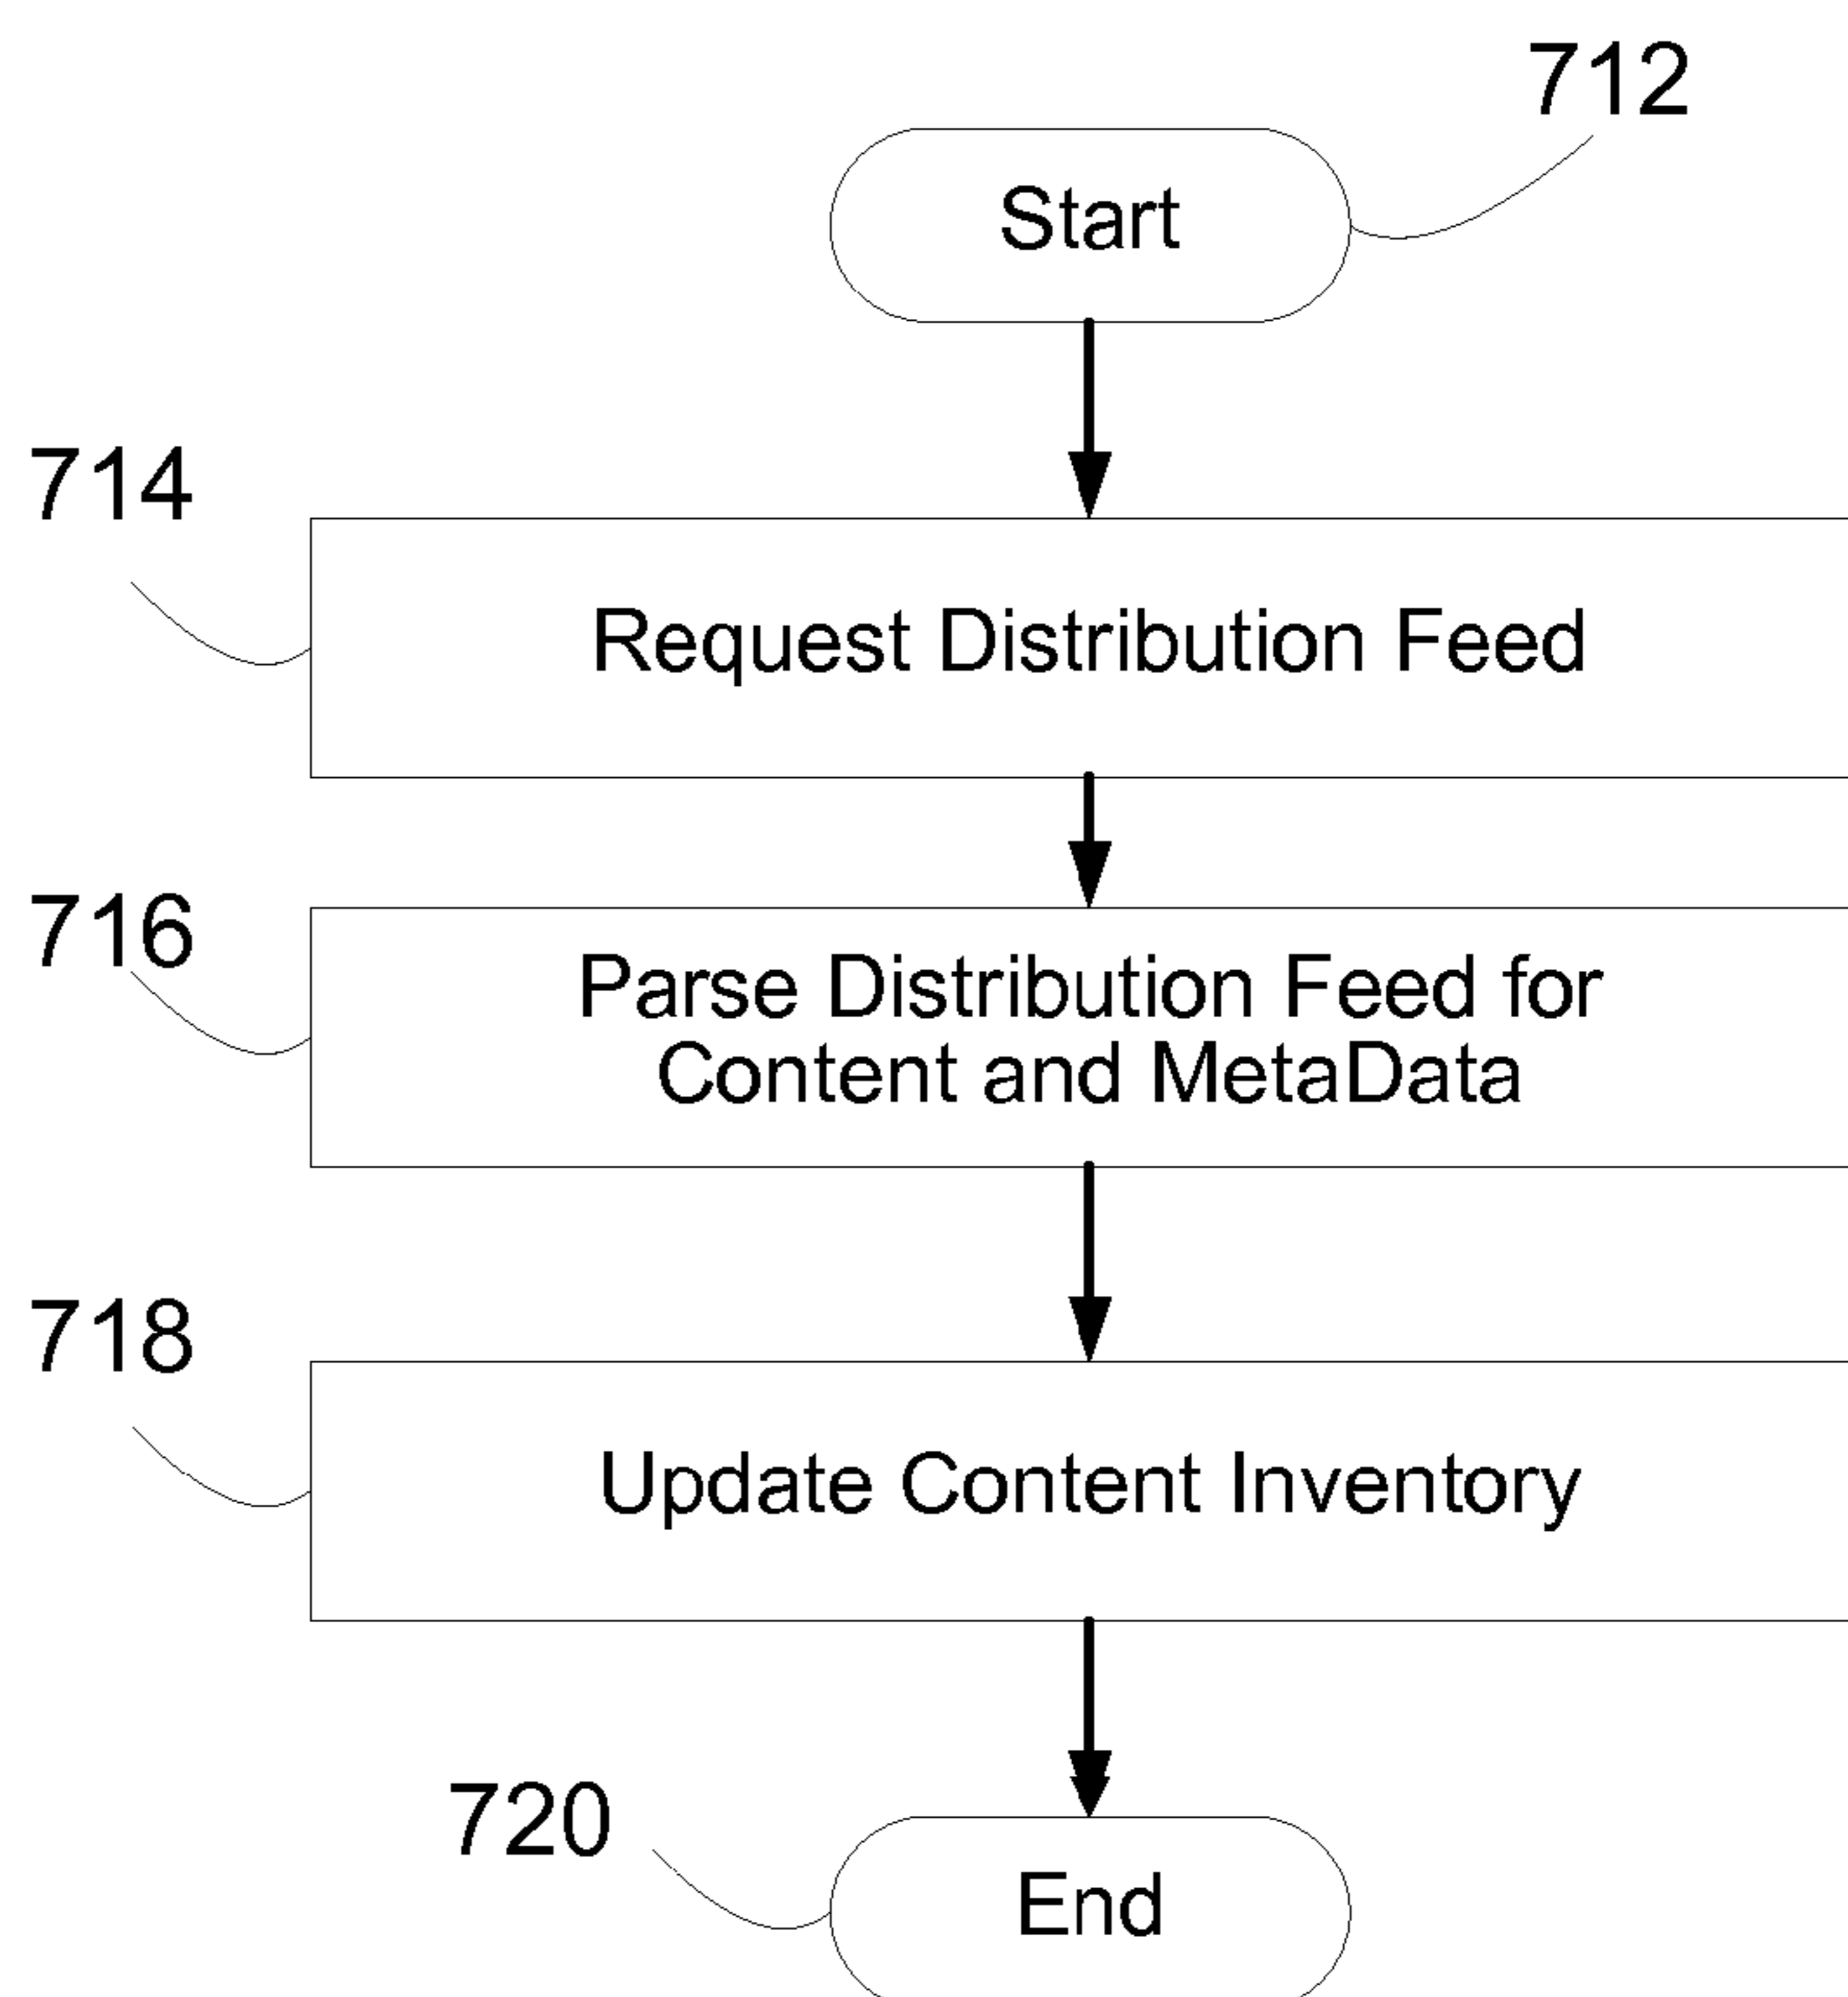 712
Start
714
Request Distribution Feed
716
Parse Distribution Feed for
Content and MetaData
718
Update Content Inventory
720
End